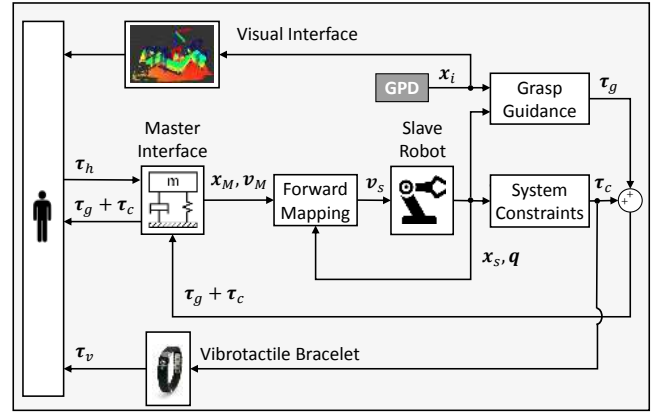 Visual Interface
x_i
GPD
Grasp
Guidance
τ_g
Master
Interface
Slave
Robot
τ_h
m
x_M, v_M
Forward
Mapping
v_s
System
Constraints
τ_c
+
+
τ_g + τ_c
x_s, q
τ_g + τ_c
τ_v
Vibrotactile Bracelet